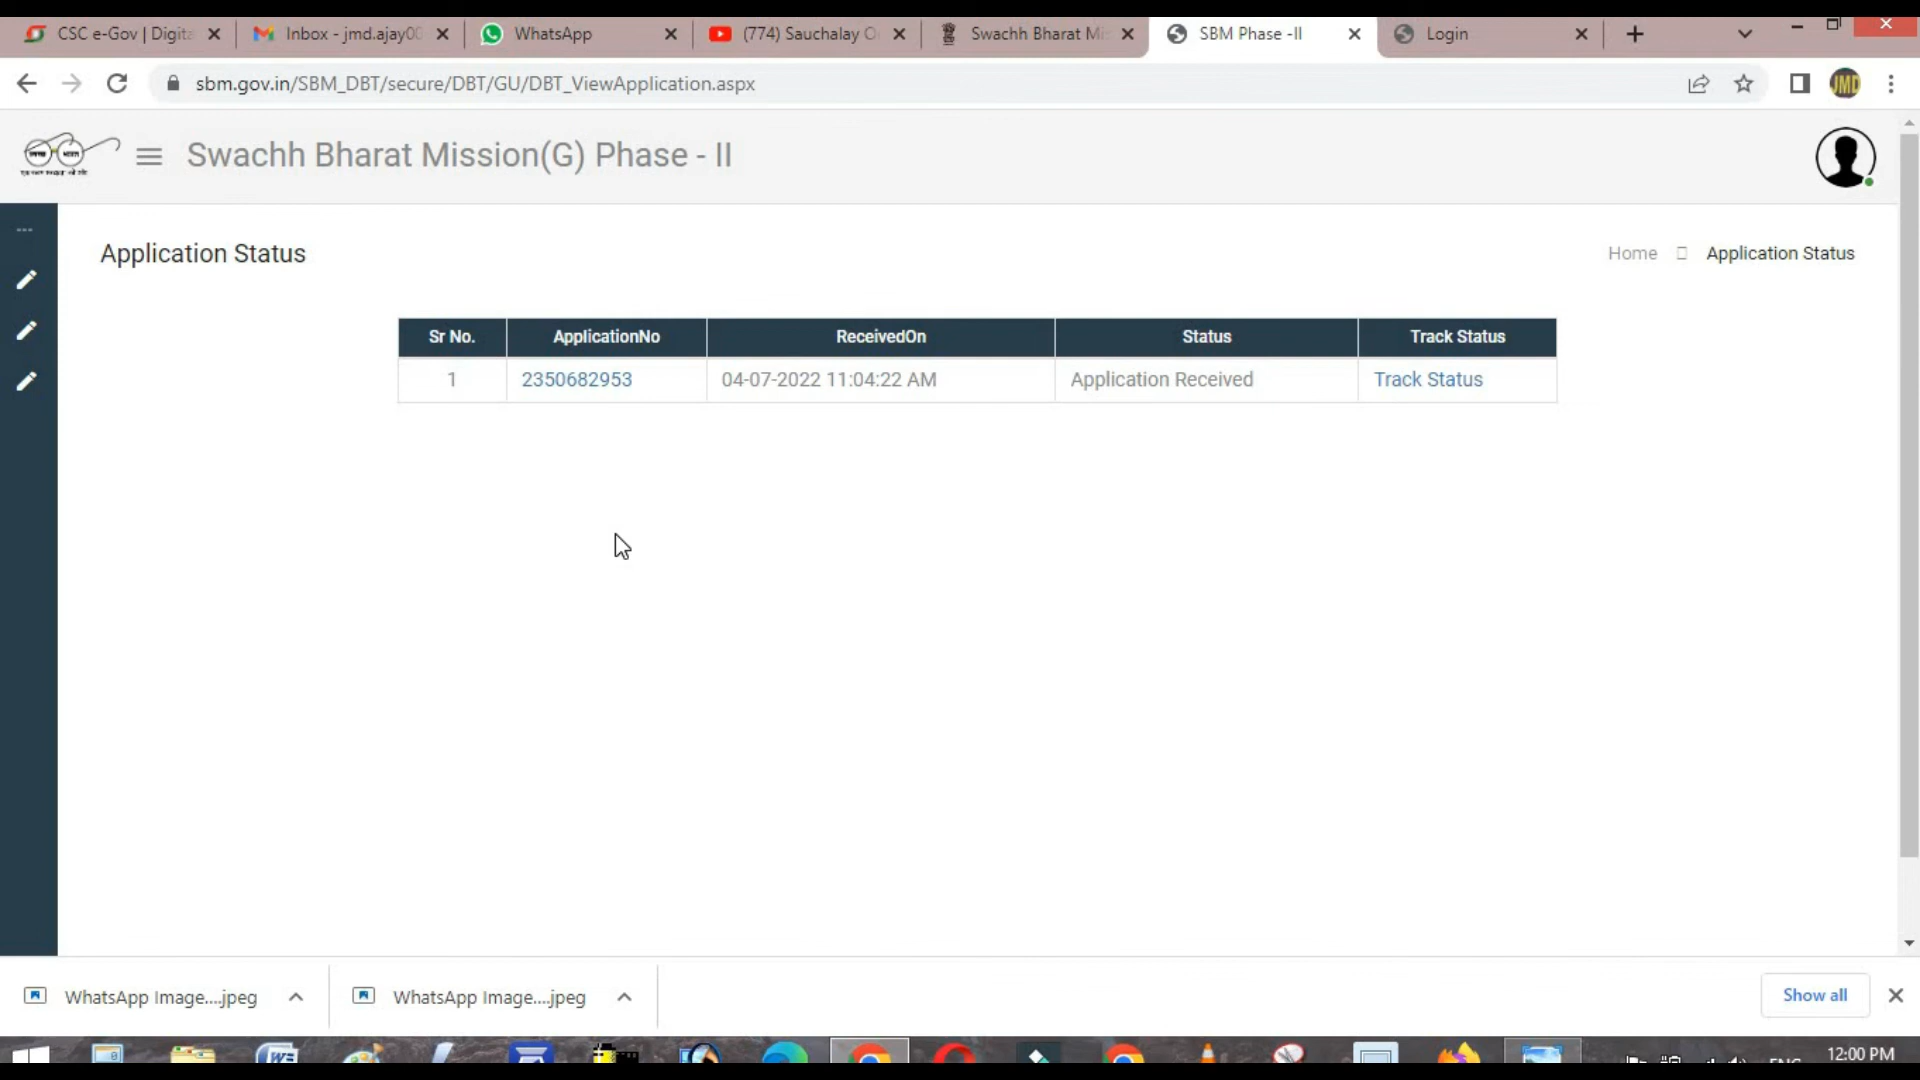 CSC e-Gov | Digita
Inbox - jmd.ajay00
WhatsApp
(774) Sauchalay O
Swachh Bharat Mi
SBM Phase -II
Login
sbm.gov.in/SBM_DBT/secure/DBT/GU/DBT_ViewApplication.aspx
JMD
Swachh Bharat Mission(G) Phase - II
Application Status
Home Application Status
Sr No. ApplicationNo ReceivedOn Status Track Status
1 2350682953 04-07-2022 11:04:22 AM Application Received Track Status
WhatsApp Image....jpeg
WhatsApp Image....jpeg
Show all
ENG
12:00 PM